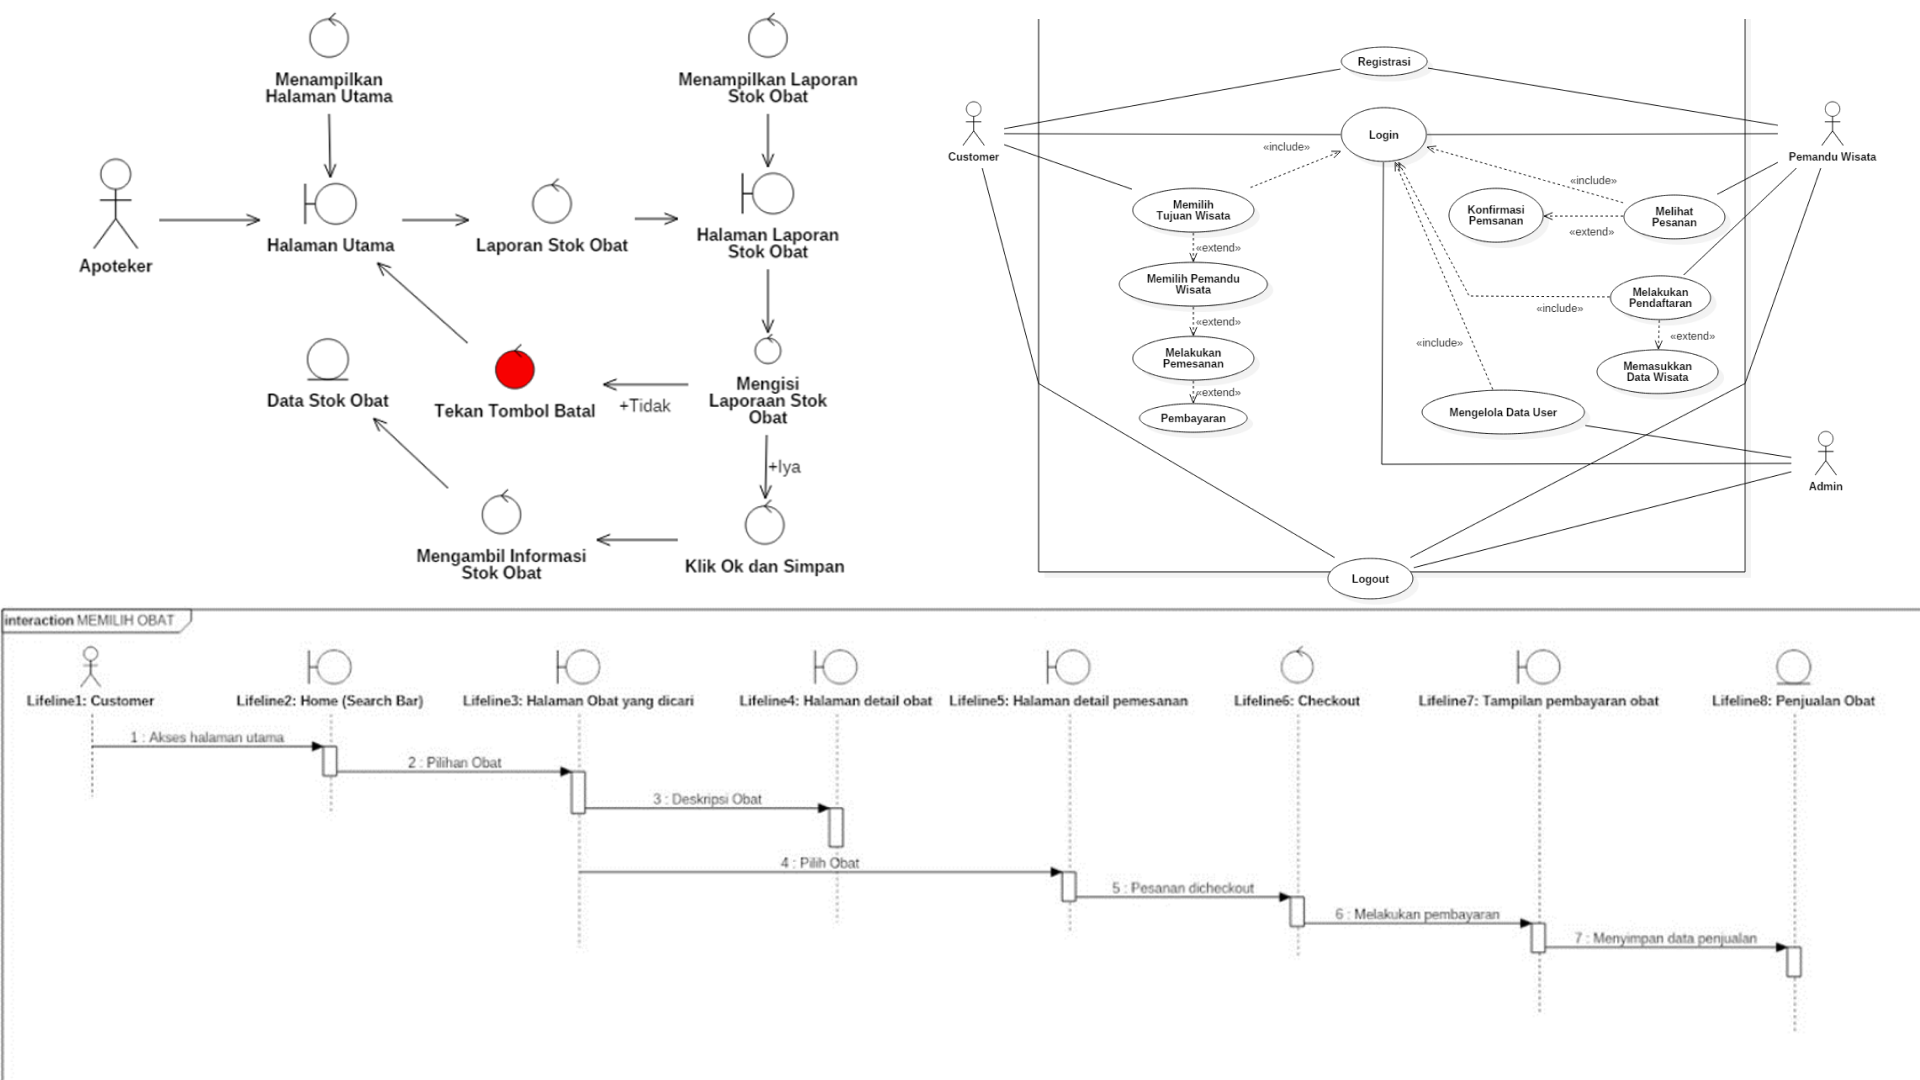 Menampilkan
Halaman Utama
Menampilkan Laporan
Stok Obat
Apoteker
Halaman Utama
Laporan Stok Obat
Halaman Laporan
Stok Obat
Data Stok Obat
Tekan Tombol Batal
+Tidak
Mengisi
Laporaan Stok
Obat
+Iya
Mengambil Informasi
Stok Obat
Klik Ok dan Simpan
Registrasi
Customer
Login
Pemandu Wisata
«include»
«include»
Memilih
Tujuan Wisata
Konfirmasi
Pemsanan
Melihat
Pesanan
«extend»
«extend»
Memilih Pemandu
Wisata
Melakukan
Pendaftaran
«include»
«extend»
«extend»
«include»
Melakukan
Pemesanan
Memasukkan
Data Wisata
«extend»
Pembayaran
Mengelola Data User
Admin
Logout
interaction MEMILIH OBAT
Lifeline1: Customer
Lifeline2: Home (Search Bar)
Lifeline3: Halaman Obat yang dicari
Lifeline4: Halaman detail obat
Lifeline5: Halaman detail pemesanan
Lifeline6: Checkout
Lifeline7: Tampilan pembayaran obat
Lifeline8: Penjualan Obat
1 : Akses halaman utama
2 : Pilihan Obat
3 : Deskripsi Obat
4 : Pilih Obat
5 : Pesanan dicheckout
6 : Melakukan pembayaran
7 : Menyimpan data penjualan